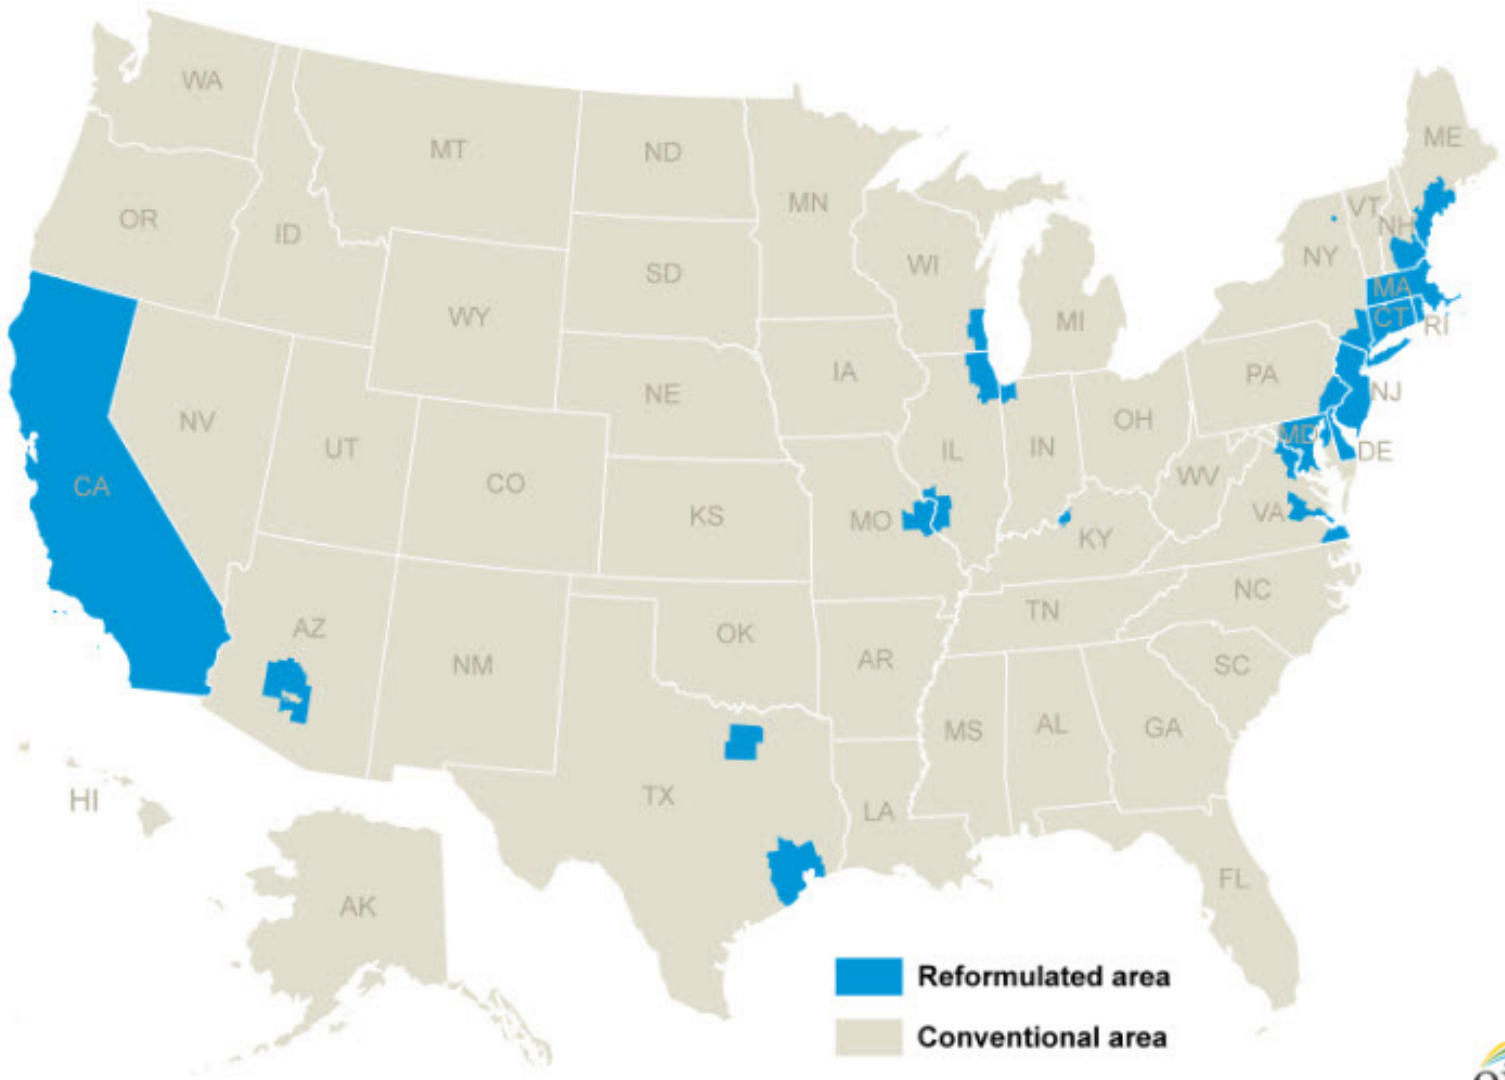 WA
MT
ND
MN
ME
OR
ID
SD
WI
MI
NY
VT
NH
MA
CT
RI
WY
NE
IA
PA
NJ
NV
UT
CO
KS
MO
IL
IN
OH
WV
MD
DE
VA
KY
CA
AZ
NM
OK
AR
TN
NC
SC
MS
AL
GA
HI
TX
LA
FL
AK
Reformulated area
Conventional area